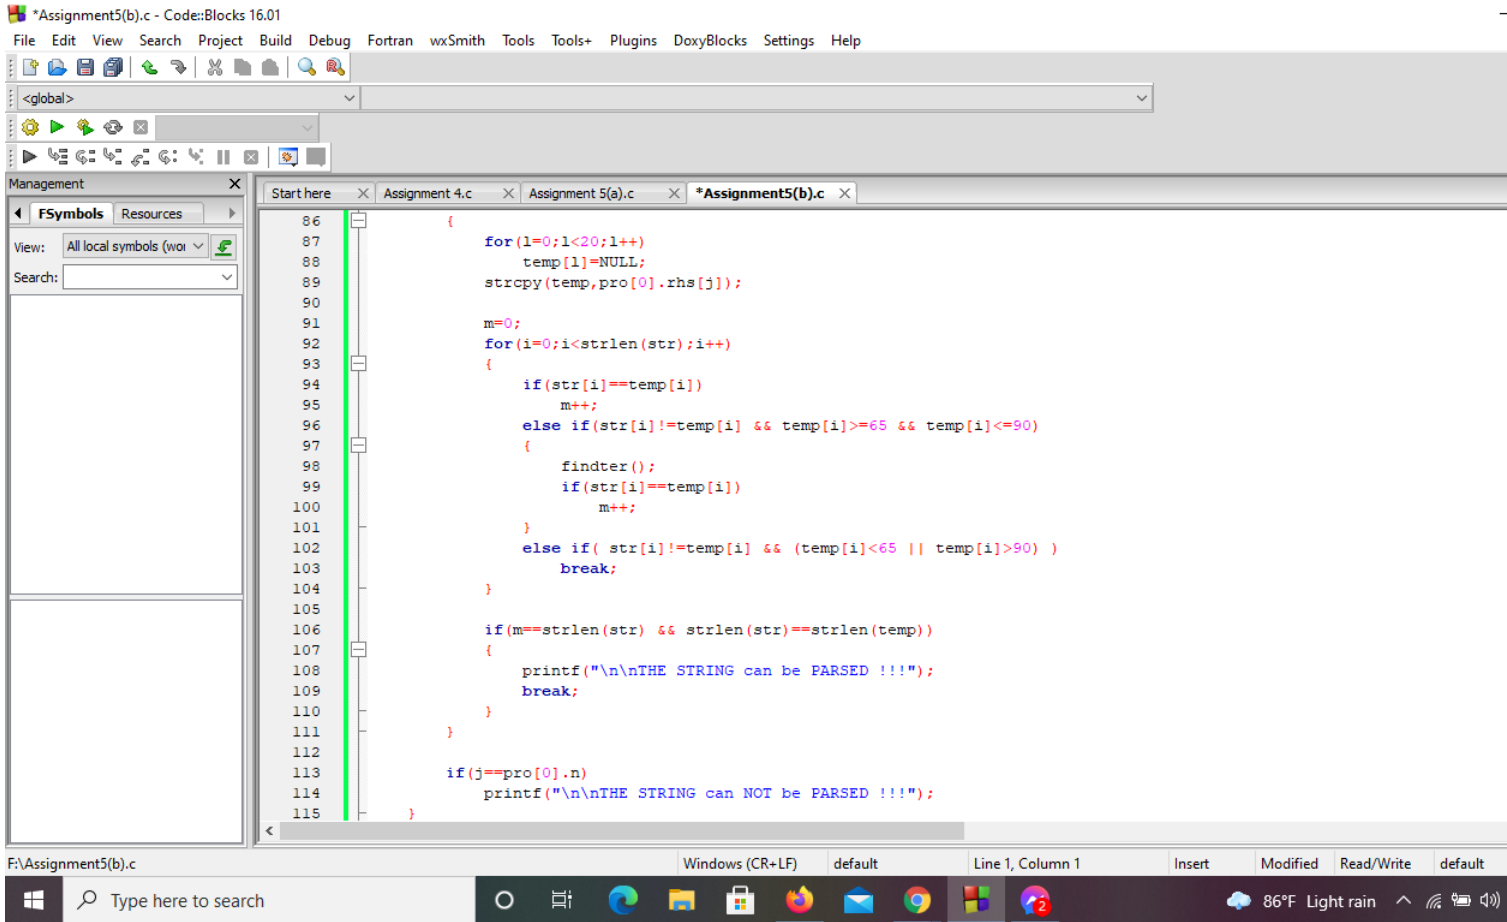 *Assignment5(b).c - Code::Blocks 16.01
File Edit View Search Project Build Debug Fortran wxSmith Tools Tools+ Plugins DoxyBlocks Settings Help
<global>
Management
Start here Assignment 4.c Assignment 5(a).c *Assignment5(b).c
FSymbols Resources
View: All local symbols (wor
Search:
86 {
87 for(l=0;l<20;l++)
88 temp[l]=NULL;
89 strcpy(temp,pro[0].rhs[j]);
90
91 m=0;
92 for(i=0;i<strlen(str);i++)
93 {
94 if(str[i]==temp[i])
95 m++;
96 else if(str[i]!=temp[i] && temp[i]>=65 && temp[i]<=90)
97 {
98 findter();
99 if(str[i]==temp[i])
100 m++;
101 }
102 else if( str[i]!=temp[i] && (temp[i]<65 || temp[i]>90) )
103 break;
104 }
105
106 if(m==strlen(str) && strlen(str)==strlen(temp))
107 {
108 printf("\n\nTHE STRING can be PARSED !!!");
109 break;
110 }
111 }
112
113 if(j==pro[0].n)
114 printf("\n\nTHE STRING can NOT be PARSED !!!");
115 }
F:\Assignment5(b).c Windows (CR+LF) default Line 1, Column 1 Insert Modified Read/Write default
Type here to search 2 86°F Light rain